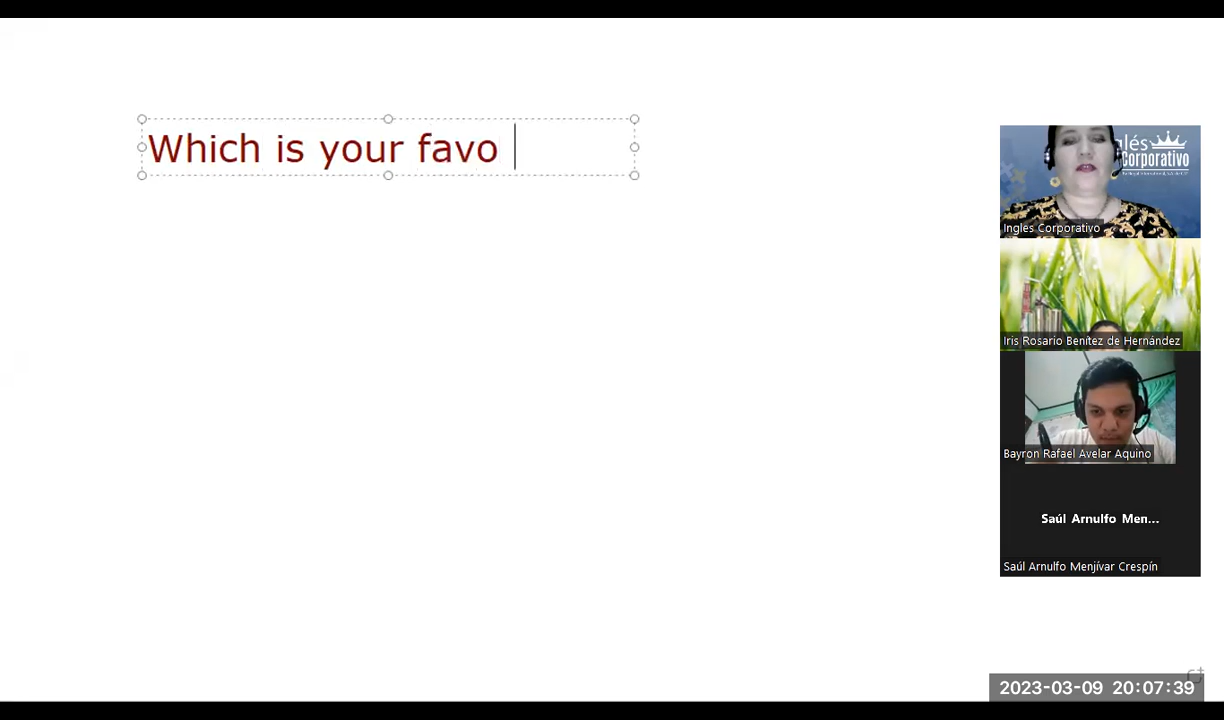 Which is your favo
glés
Corporativo
Ingles Corporativo
Iris Rosario Benítez de Hernández
Bayron Rafael Avelar Aquino
Saúl Arnulfo Men...
Saúl Arnulfo Menjívar Crespín
2023-03-09 20:07:39